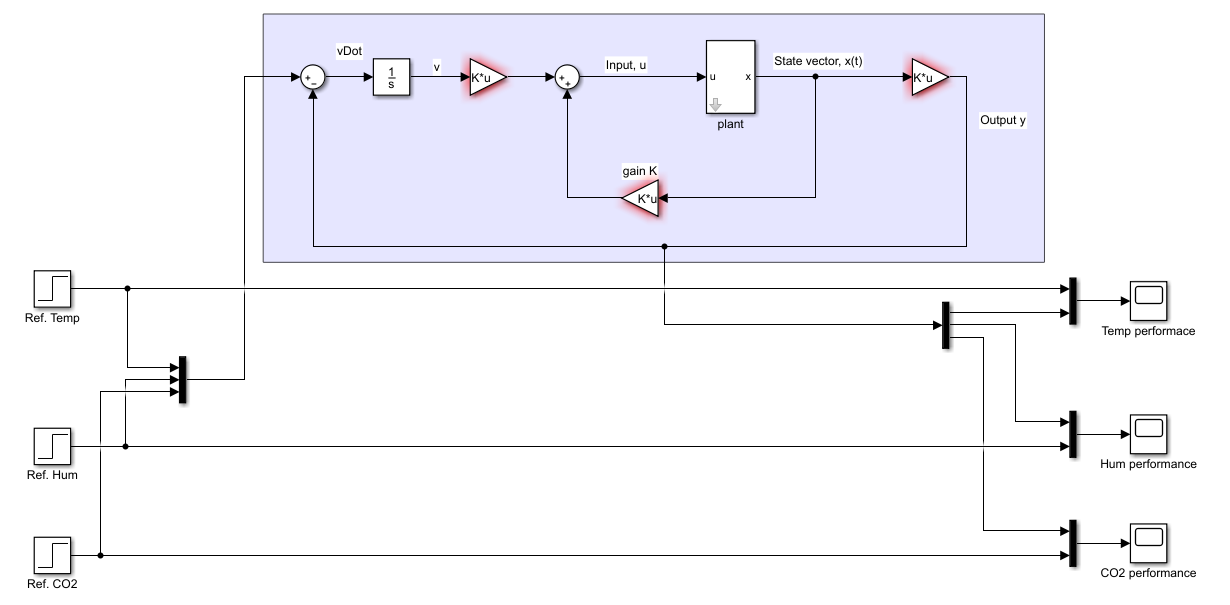 vDot
v
Input, u
State vector, x(t)
+
−
1
s
K*u
+
+
u
x
K*u
plant
Output y
gain K
K*u
Ref. Temp
Temp performace
Ref. Hum
Hum performance
Ref. CO2
CO2 performance